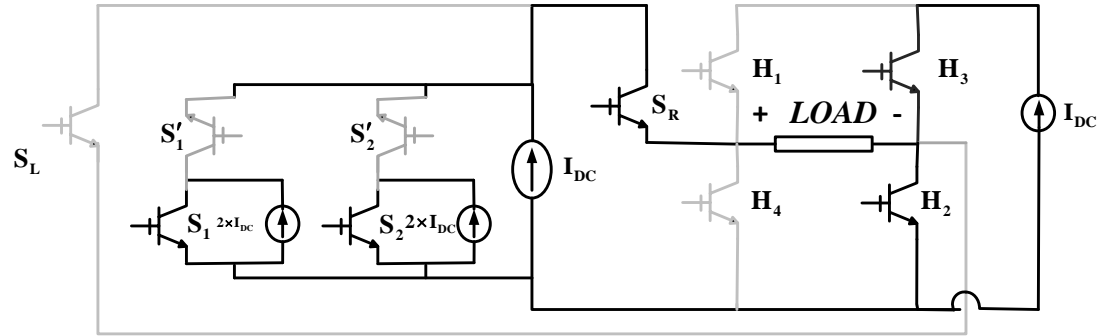 S_L
S'_1
S'_2
S_1 2×I_DC
S_2 2×I_DC
I_DC
S_R
H_1
H_3
+ LOAD -
H_4
H_2
I_DC